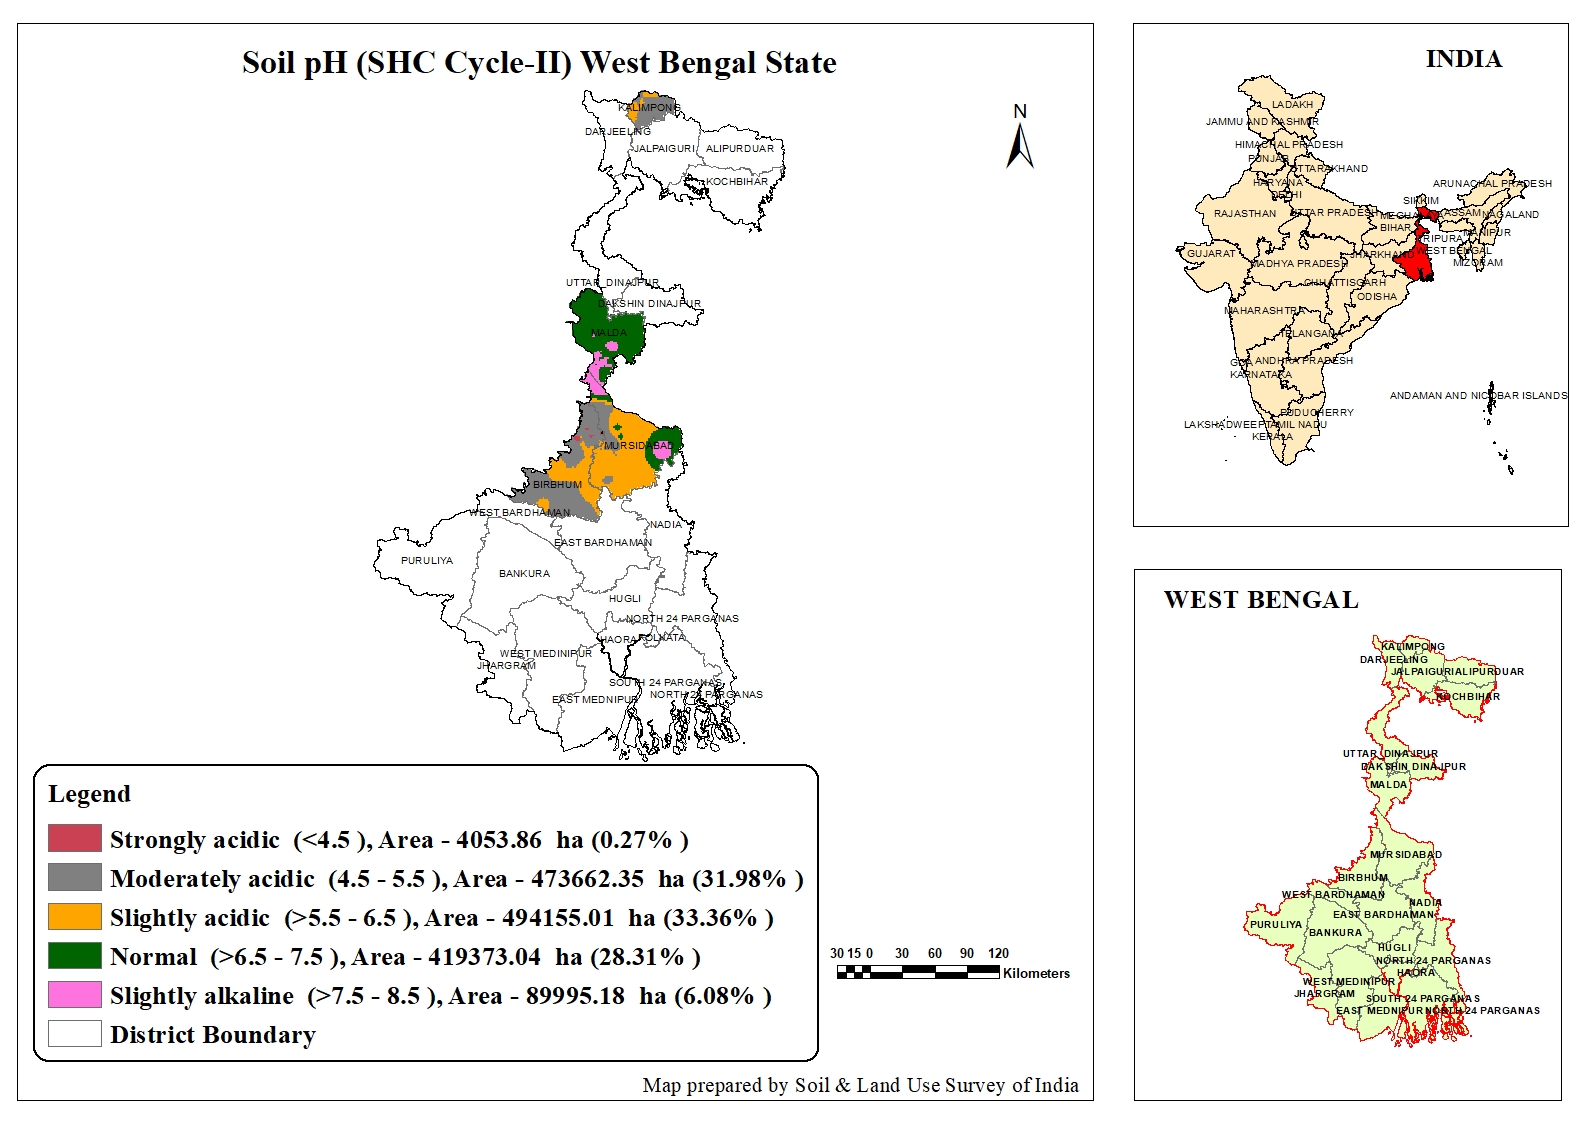 Soil pH (SHC Cycle-II) West Bengal State
N
KALIMPONG
DARJEELING
JALPAIGURI
ALIPURDUAR
KOCHBIHAR
UTTAR DINAJPUR
DAKSHIN DINAJPUR
MALDA
MURSIDABAD
BIRBHUM
WEST BARDHAMAN
NADIA
EAST BARDHAMAN
PURULIYA
BANKURA
HUGLI
NORTH 24 PARGANAS
HAORA
KOLKATA
WEST MEDINIPUR
JHARGRAM
SOUTH 24 PARGANAS
EAST MEDNIPUR
NORTH 24 PARGANAS
Legend
Strongly acidic (<4.5 ), Area - 4053.86 ha (0.27% )
Moderately acidic (4.5 - 5.5 ), Area - 473662.35 ha (31.98% )
Slightly acidic (>5.5 - 6.5 ), Area - 494155.01 ha (33.36% )
Normal (>6.5 - 7.5 ), Area - 419373.04 ha (28.31% )
Slightly alkaline (>7.5 - 8.5 ), Area - 89995.18 ha (6.08% )
District Boundary
30 15 0 30 60 90 120
Kilometers
Map prepared by Soil & Land Use Survey of India
INDIA
LADAKH
JAMMU AND KASHMIR
HIMACHAL PRADESH
PUNJAB
UTTARAKHAND
HARYANA
DELHI
ARUNACHAL PRADESH
SIKKIM
RAJASTHAN
UTTAR PRADESH
ASSAM
NAGALAND
BIHAR
MANIPUR
TRIPURA
WEST BENGAL
GUJARAT
MADHYA PRADESH
JHARKHAND
MIZORAM
CHHATTISGARH
ODISHA
MAHARASHTRA
TELANGANA
GOA
ANDHRA PRADESH
KARNATAKA
ANDAMAN AND NICOBAR ISLANDS
PUDUCHERRY
LAKSHADWEEP
TAMIL NADU
KERALA
WEST BENGAL
KALIMPONG
DARJEELING
JALPAIGURI
ALIPURDUAR
KOCHBIHAR
UTTAR DINAJPUR
DAKSHIN DINAJPUR
MALDA
MURSIDABAD
BIRBHUM
WEST BARDHAMAN
NADIA
EAST BARDHAMAN
PURULIYA
BANKURA
HUGLI
NORTH 24 PARGANAS
HAORA
WEST MEDINIPUR
JHARGRAM
SOUTH 24 PARGANAS
EAST MEDNIPUR
NORTH 24 PARGANAS